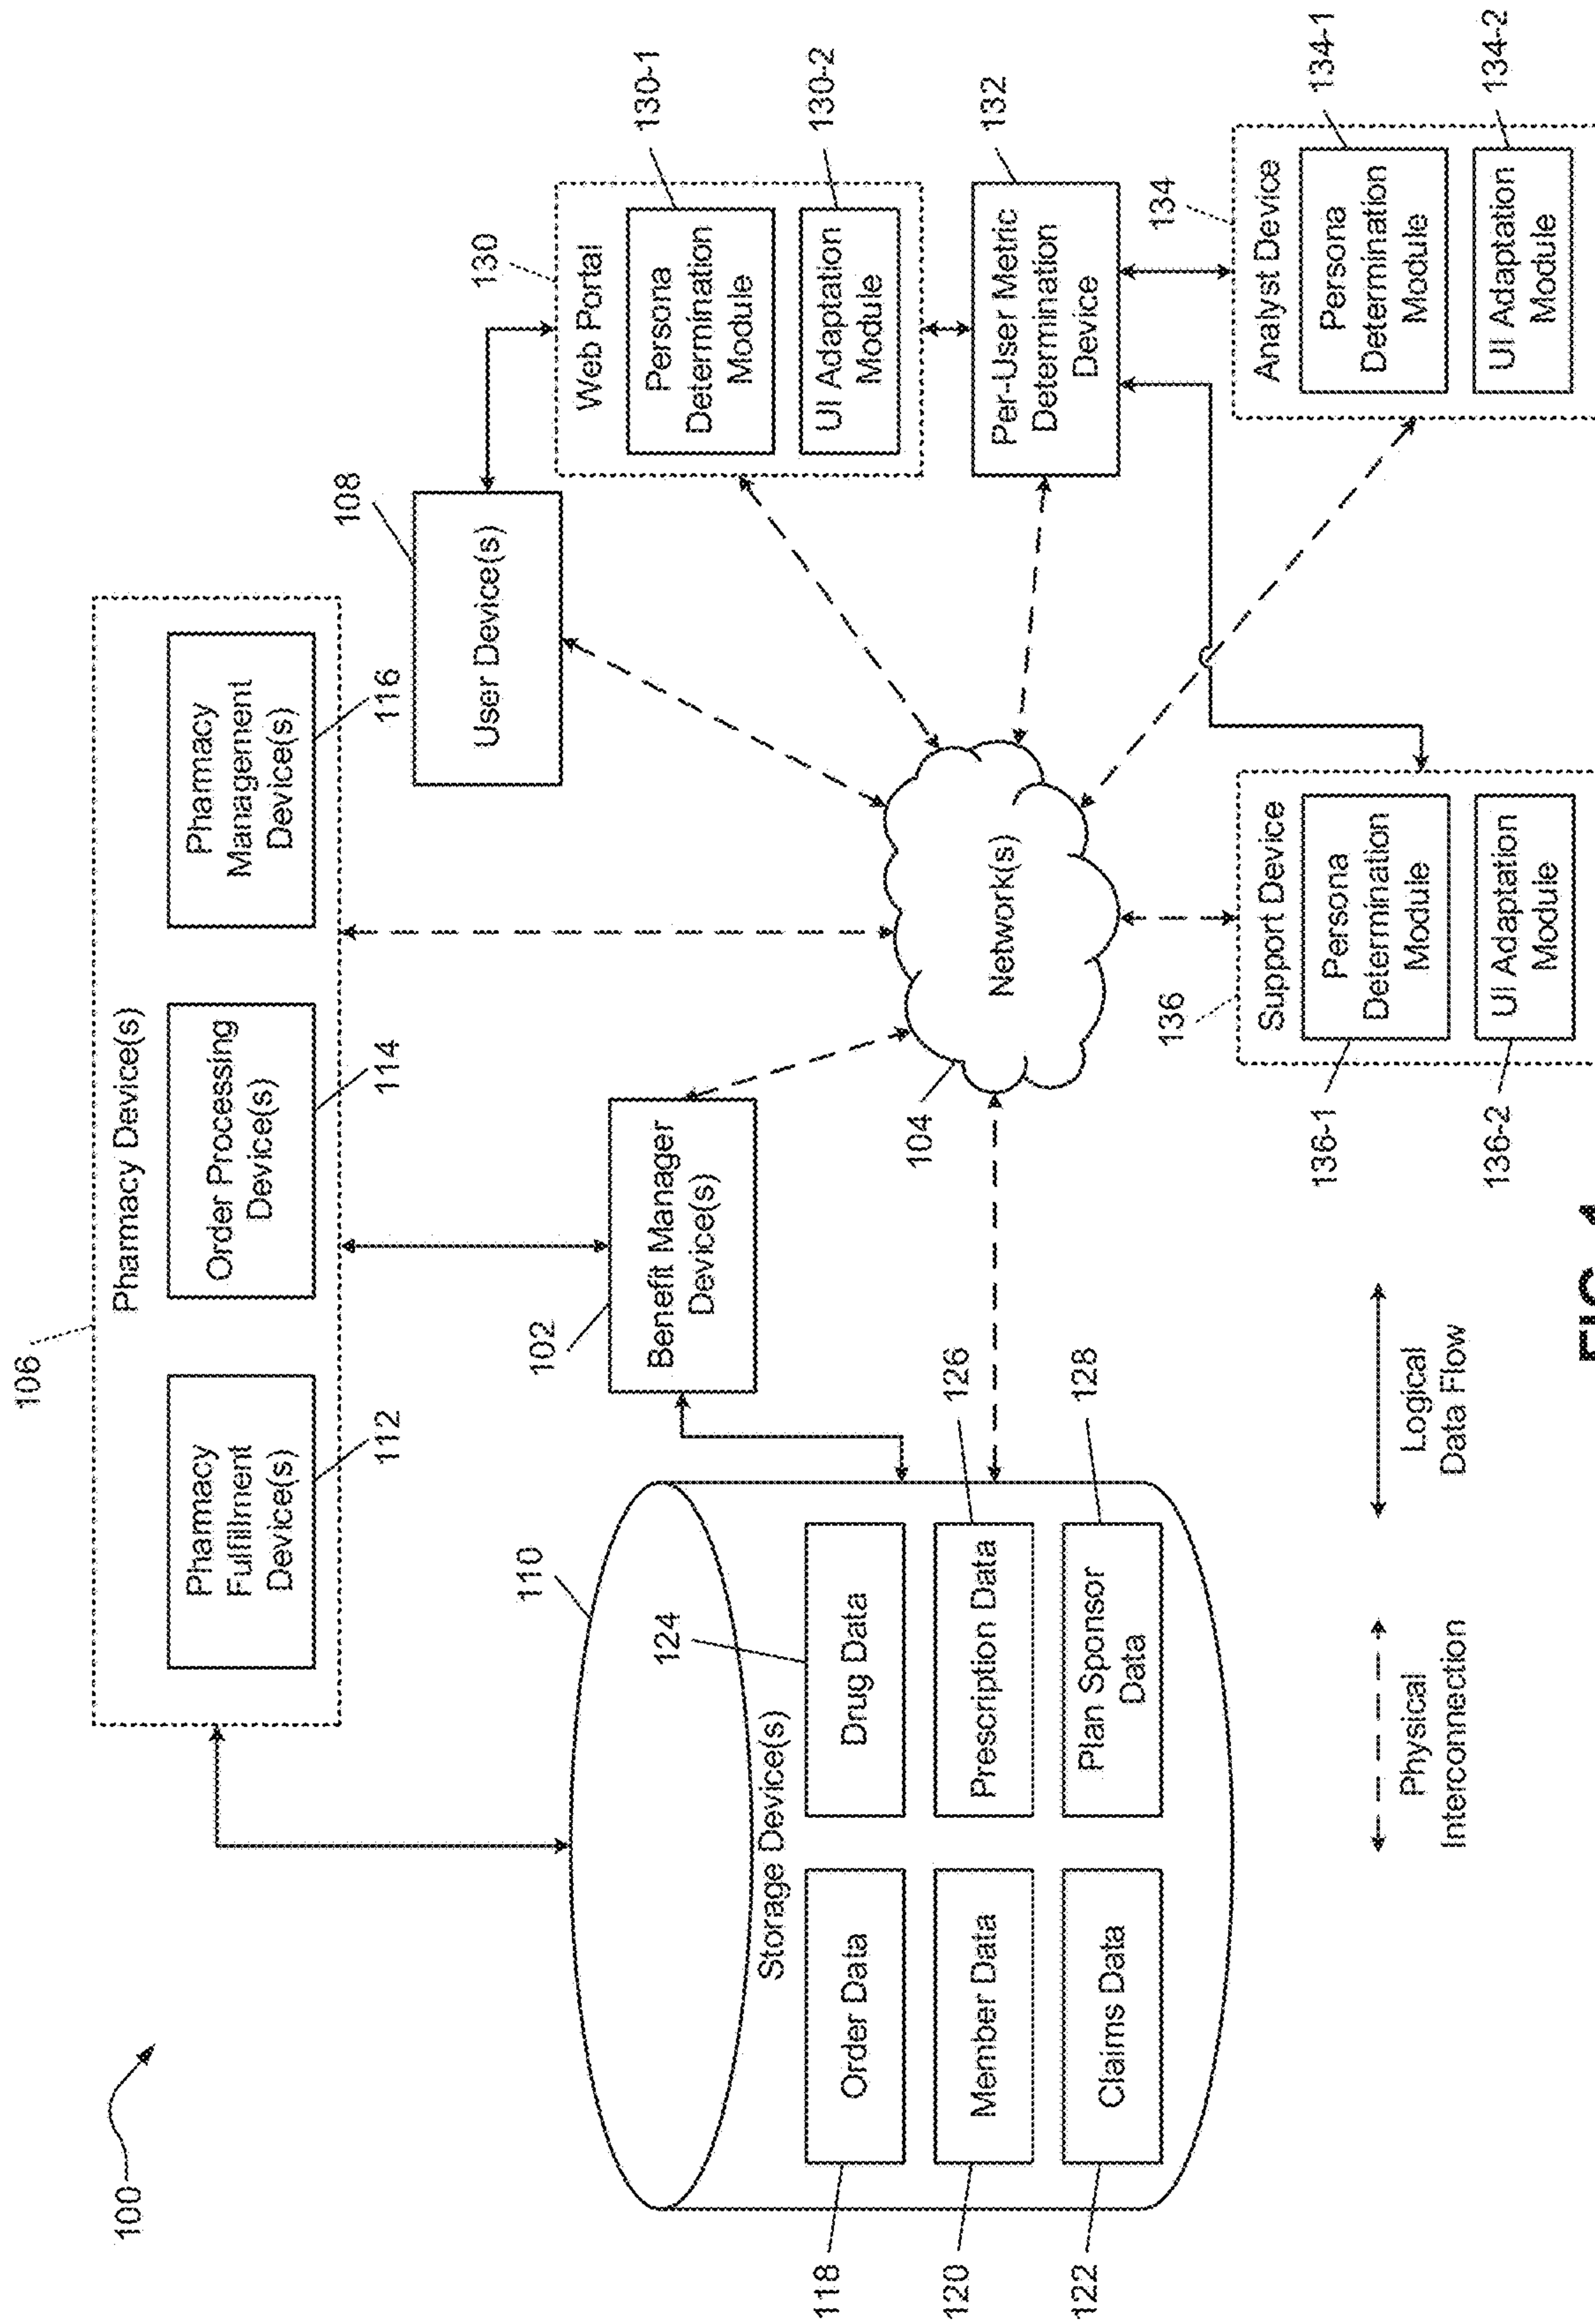 100
106
Pharmacy Device(s)
Pharmacy
Fulfillment
Device(s)
112
Order Processing
Device(s)
114
Pharmacy
Management
Device(s)
116
110
Storage Device(s)
118
Order Data
124
Drug Data
120
Member Data
Prescription Data
126
122
Claims Data
Plan Sponsor
Data
128
102
Benefit Manager
Device(s)
108
User Device(s)
104
Network(s)
130
Web Portal
Persona
Determination
Module
130-1
UI Adaptation
Module
130-2
Per-User Metric
Determination
Device
132
136
Support Device
Persona
Determination
Module
136-1
UI Adaptation
Module
136-2
134
Analyst Device
Persona
Determination
Module
134-1
UI Adaptation
Module
134-2
Physical
Interconnection
Logical
Data Flow